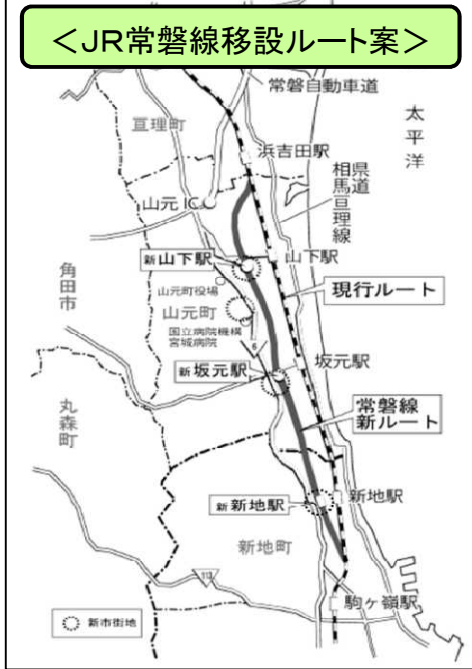 ＜JR常磐線移設ルート案＞
常磐自動車道
太平洋
亘理町
浜吉田駅
相馬亘理線
県道
山元IC
新山下駅
山下駅
角田市
山元町役場
現行ルート
山元町
国立病院機構
宮城病院
6
新坂元駅
坂元駅
丸森町
常磐線
新ルート
新新地駅
新地駅
新地町
113
駒ヶ嶺駅
新市街地